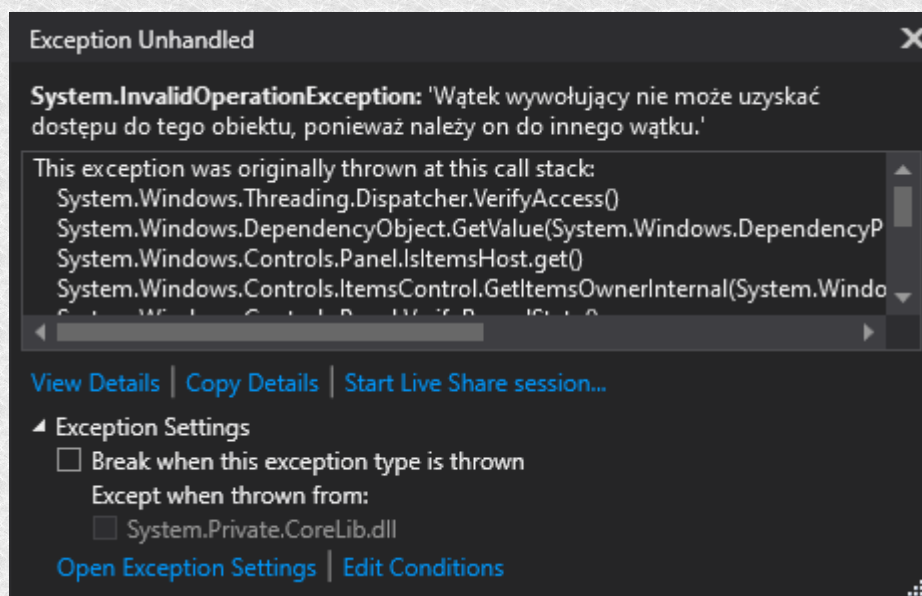 Exception Unhandled
System.InvalidOperationException: 'Wątek wywołujący nie może uzyskać
dostępu do tego obiektu, ponieważ należy on do innego wątku.'
This exception was originally thrown at this call stack:
System.Windows.Threading.Dispatcher.VerifyAccess()
System.Windows.DependencyObject.GetValue(System.Windows.DependencyP
System.Windows.Controls.Panel.IsItemsHost.get()
System.Windows.Controls.ItemsControl.GetItemsOwnerInternal(System.Windo
View Details | Copy Details | Start Live Share session...
Exception Settings
Break when this exception type is thrown
Except when thrown from:
System.Private.CoreLib.dll
Open Exception Settings | Edit Conditions